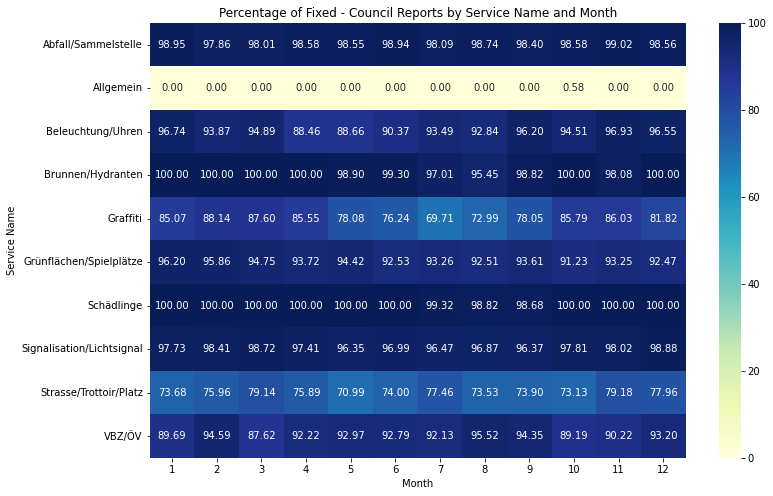 Percentage of Fixed - Council Reports by Service Name and Month
Abfall/Sammelstelle 98.95 97.86 98.01 98.58 98.55 98.94 98.09 98.74 98.40 98.58 99.02 98.56
Allgemein 0.00 0.00 0.00 0.00 0.00 0.00 0.00 0.00 0.00 0.58 0.00 0.00
Beleuchtung/Uhren 96.74 93.87 94.89 88.46 88.66 90.37 93.49 92.84 96.20 94.51 96.93 96.55
Brunnen/Hydranten 100.00 100.00 100.00 100.00 98.90 99.30 97.01 95.45 98.82 100.00 98.08 100.00
Graffiti 85.07 88.14 87.60 85.55 78.08 76.24 69.71 72.99 78.05 85.79 86.03 81.82
Grünflächen/Spielplätze 96.20 95.86 94.75 93.72 94.42 92.53 93.26 92.51 93.61 91.23 93.25 92.47
Schädlinge 100.00 100.00 100.00 100.00 100.00 100.00 99.32 98.82 98.68 100.00 100.00 100.00
Signalisation/Lichtsignal 97.73 98.41 98.72 97.41 96.35 96.99 96.47 96.87 96.37 97.81 98.02 98.88
Strasse/Trottoir/Platz 73.68 75.96 79.14 75.89 70.99 74.00 77.46 73.53 73.90 73.13 79.18 77.96
VBZ/ÖV 89.69 94.59 87.62 92.22 92.97 92.79 92.13 95.52 94.35 89.19 90.22 93.20
1 2 3 4 5 6 7 8 9 10 11 12
Month
Service Name
100
80
60
40
20
0